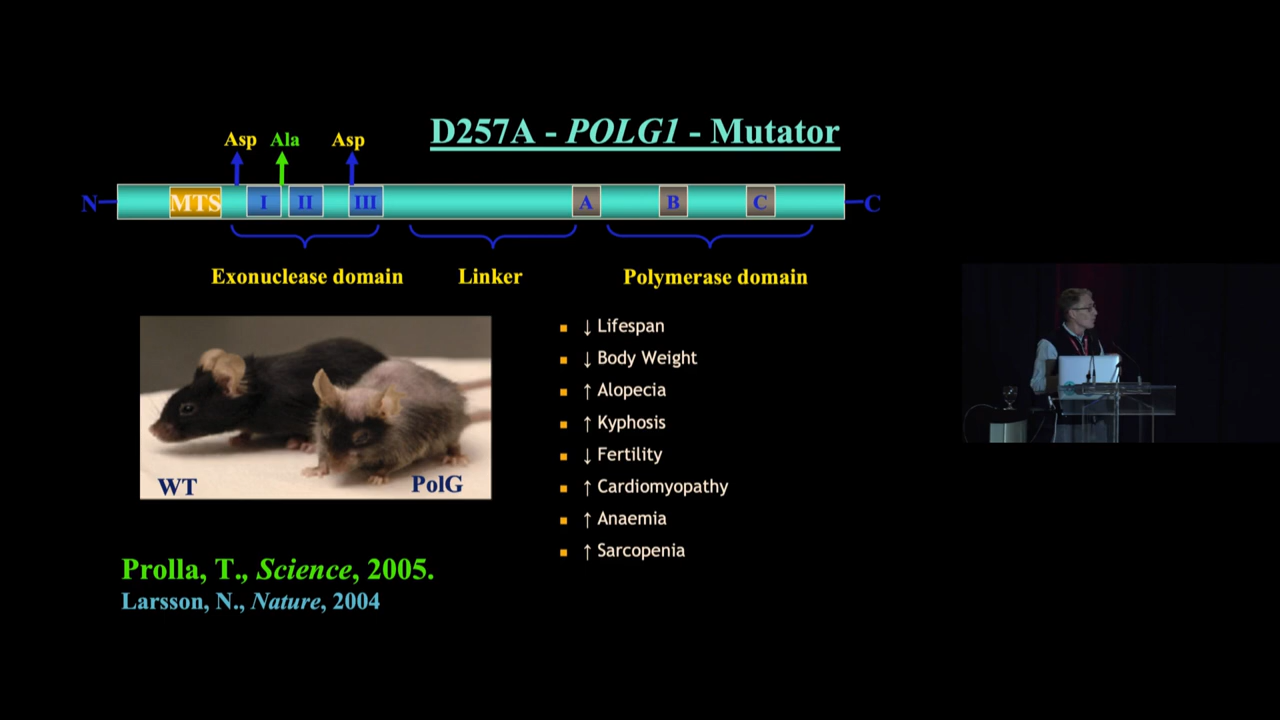 D257A - POLG1 - Mutator
Asp Ala Asp
N MTS I II III A B C C
Exonuclease domain Linker Polymerase domain
WT PolG
↓ Lifespan
↓ Body Weight
↑ Alopecia
↑ Kyphosis
↓ Fertility
↑ Cardiomyopathy
↑ Anaemia
↑ Sarcopenia
Prolla, T., Science, 2005.
Larsson, N., Nature, 2004